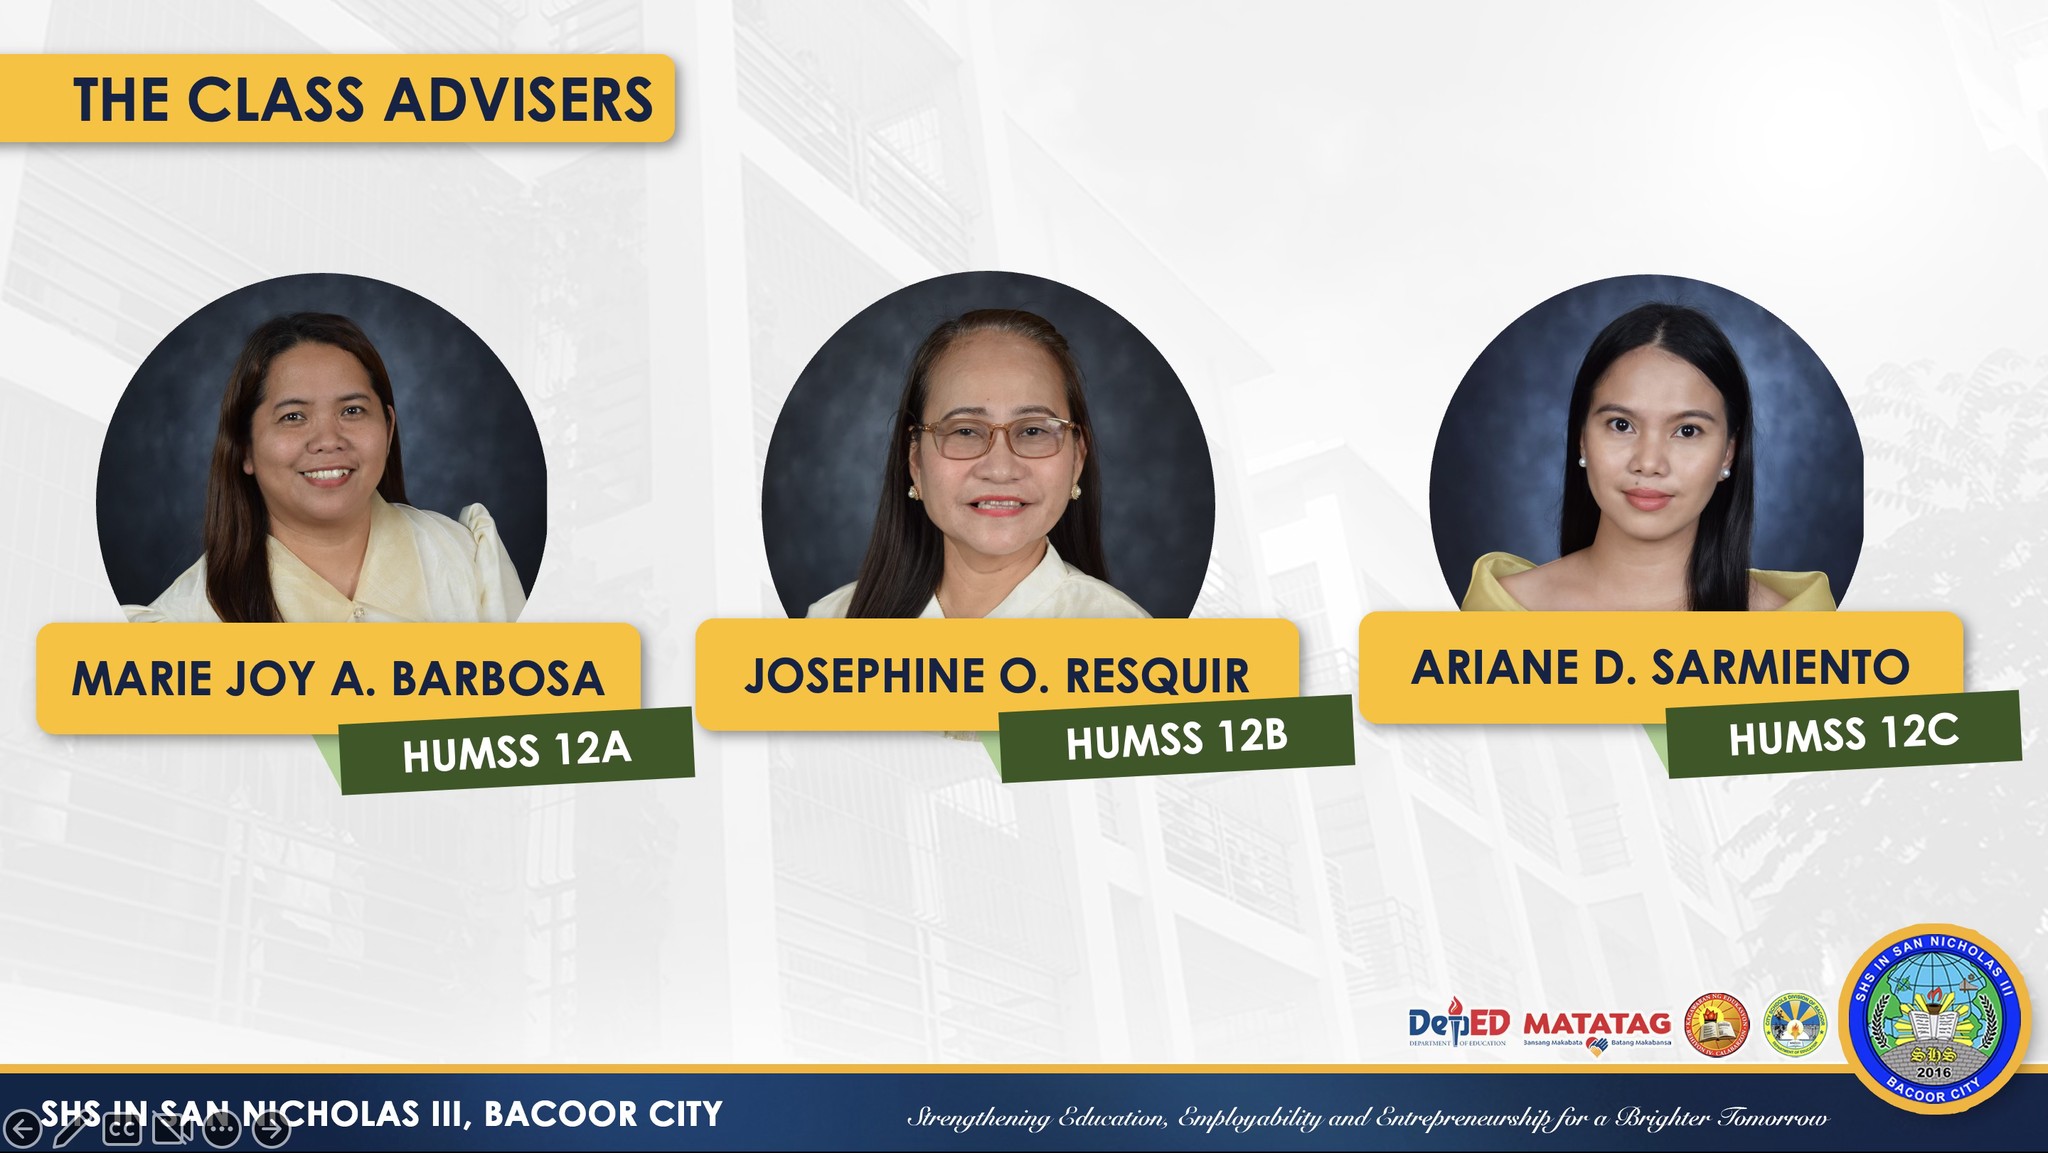 THE CLASS ADVISERS
MARIE JOY A. BARBOSA
HUMSS 12A
JOSEPHINE O. RESQUIR
HUMSS 12B
ARIANE D. SARMIENTO
HUMSS 12C
DepED
DEPARTMENT OF EDUCATION
MATATAG
Bansang Makabata
Batang Makabansa
SHS IN SAN NICHOLAS III
SHS
2016
BACOOR CITY
SHS IN SAN NICHOLAS III, BACOOR CITY
CC
Strengthening Education, Employability and Entrepreneurship for a Brighter Tomorrow